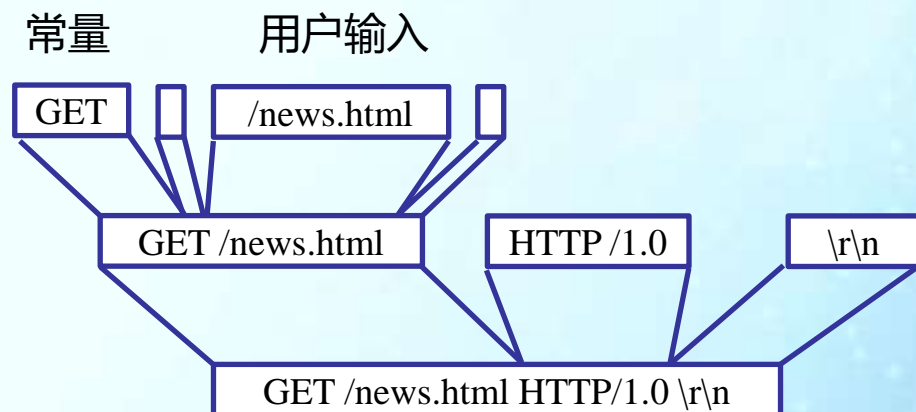 常量 用户输入
GET /news.html
GET /news.html HTTP /1.0 \r\n
GET /news.html HTTP/1.0 \r\n